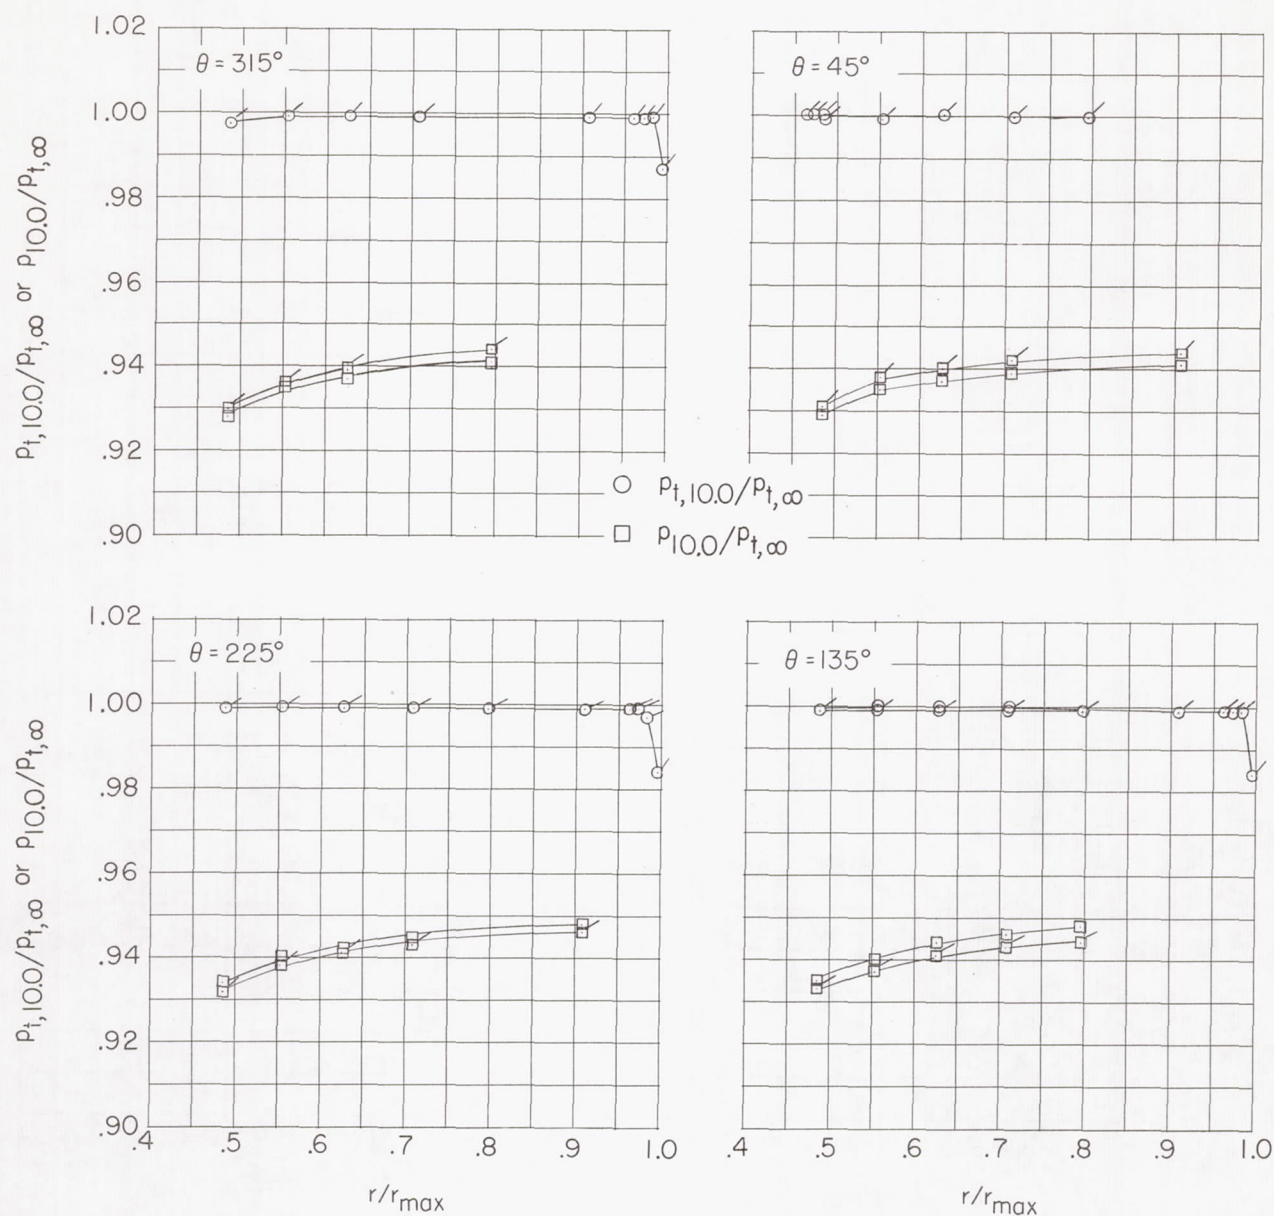 1.02
θ = 315°
θ = 45°
1.00
.98
.96
.94
.92
.90
p_t,10.0/p_t,∞ or p_10.0/p_t,∞
p_t,10.0/p_t,∞
p_10.0/p_t,∞
1.02
θ = 225°
θ = 135°
1.00
.98
.96
.94
.92
.90
p_t,10.0/p_t,∞ or p_10.0/p_t,∞
.4 .5 .6 .7 .8 .9 1.0
.4 .5 .6 .7 .8 .9 1.0
r/r_max
r/r_max